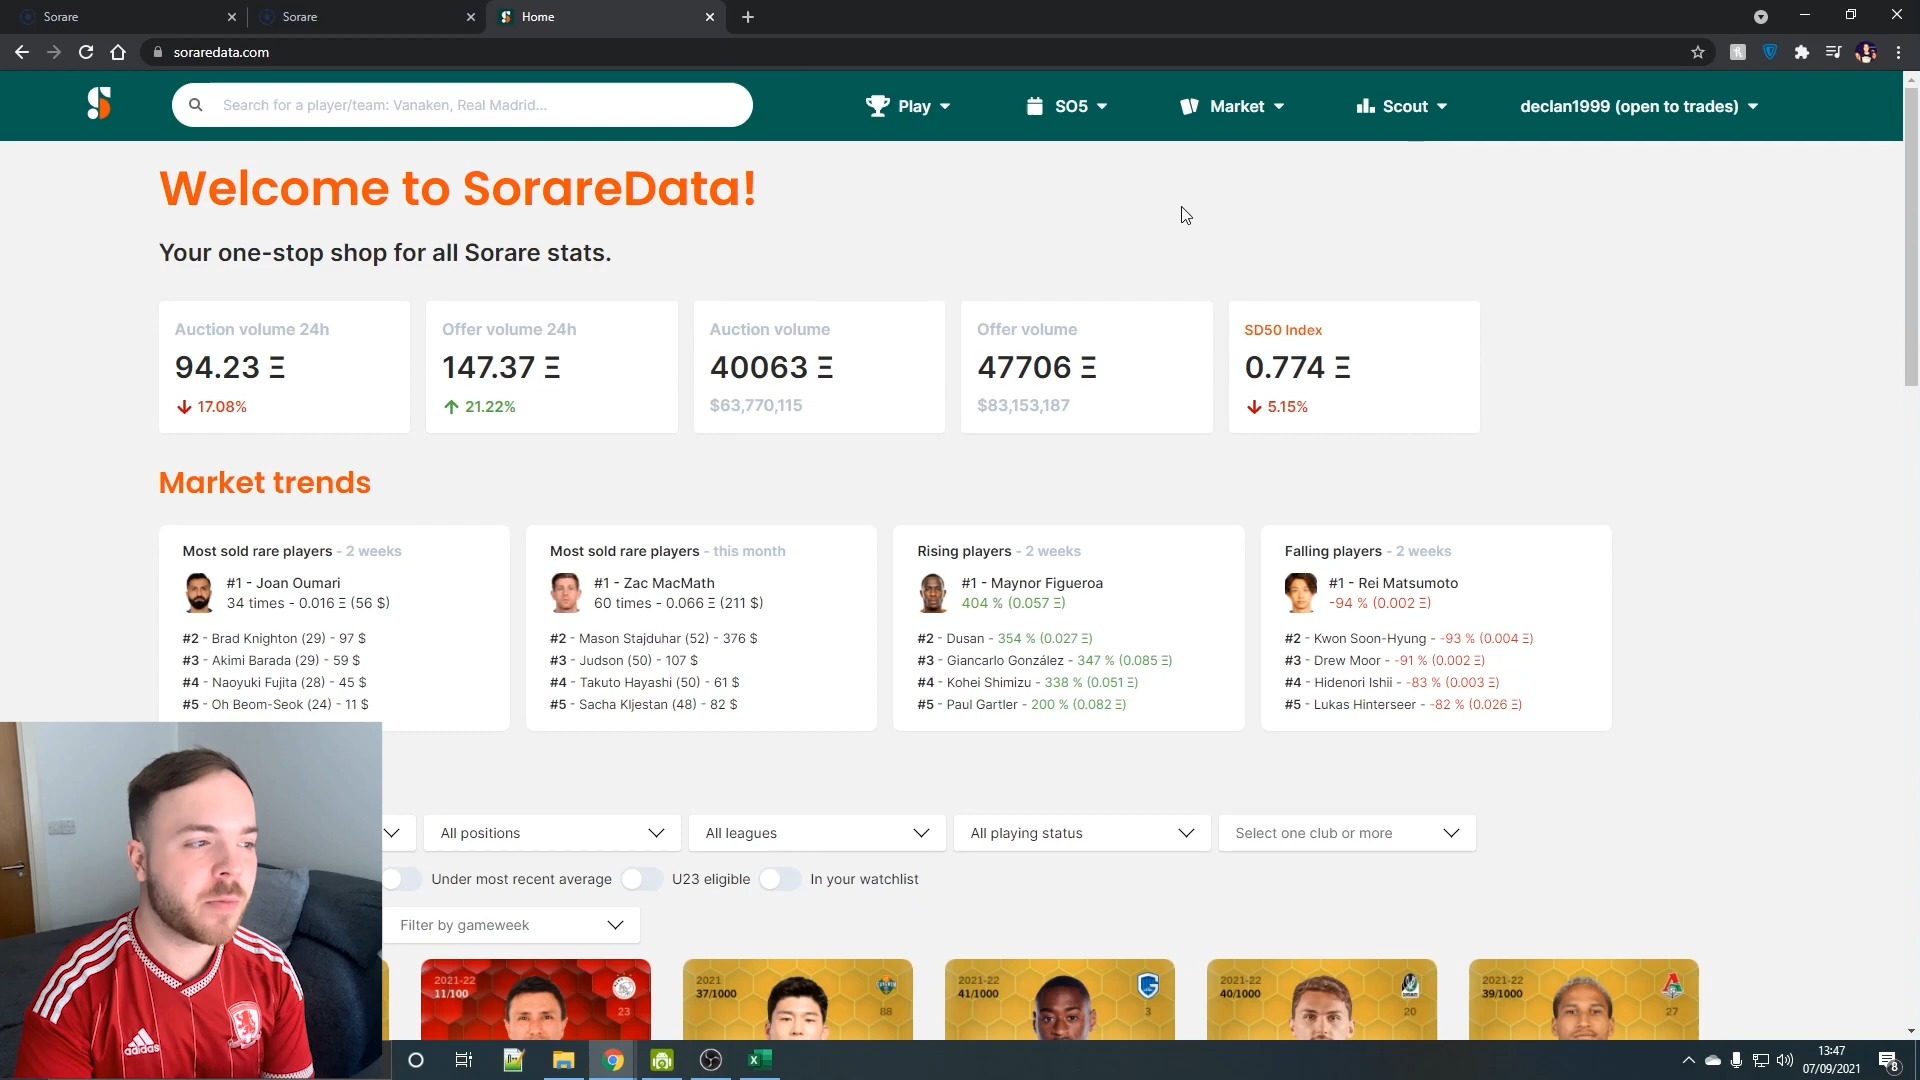 Sorare
Sorare
Home
soraredata.com
Search for a player/team: Vanaken, Real Madrid...
Play
SO5
Market
Scout
declan1999 (open to trades)
Welcome to SorareData!
Your one-stop shop for all Sorare stats.
Auction volume 24h
94.23 Ξ
17.08%
Offer volume 24h
147.37 Ξ
21.22%
Auction volume
40063 Ξ
$63,770,115
Offer volume
47706 Ξ
$83,153,187
SD50 Index
0.774 Ξ
5.15%
Market trends
Most sold rare players - 2 weeks
#1 - Joan Oumari
34 times - 0.016 Ξ (56 $)
#2 - Brad Knighton (29) - 97 $
#3 - Akimi Barada (29) - 59 $
#4 - Naoyuki Fujita (28) - 45 $
#5 - Oh Beom-Seok (24) - 11 $
Most sold rare players - this month
#1 - Zac MacMath
60 times - 0.066 Ξ (211 $)
#2 - Mason Stajduhar (52) - 376 $
#3 - Judson (50) - 107 $
#4 - Takuto Hayashi (50) - 61 $
#5 - Sacha Kljestan (48) - 82 $
Rising players - 2 weeks
#1 - Maynor Figueroa
404 % (0.057 Ξ)
#2 - Dusan - 354 % (0.027 Ξ)
#3 - Giancarlo González - 347 % (0.085 Ξ)
#4 - Kohei Shimizu - 338 % (0.051 Ξ)
#5 - Paul Gartler - 200 % (0.082 Ξ)
Falling players - 2 weeks
#1 - Rei Matsumoto
-94 % (0.002 Ξ)
#2 - Kwon Soon-Hyung - -93 % (0.004 Ξ)
#3 - Drew Moor - -91 % (0.002 Ξ)
#4 - Hidenori Ishii - -83 % (0.003 Ξ)
#5 - Lukas Hinterseer - -82 % (0.026 Ξ)
All positions
All leagues
All playing status
Select one club or more
Under most recent average
U23 eligible
In your watchlist
Filter by gameweek
2021-22
11/100
23
2021
37/1000
88
2021-22
41/1000
3
2021-22
40/1000
20
2021-22
39/1000
27
adidas
13:47
07/09/2021
8